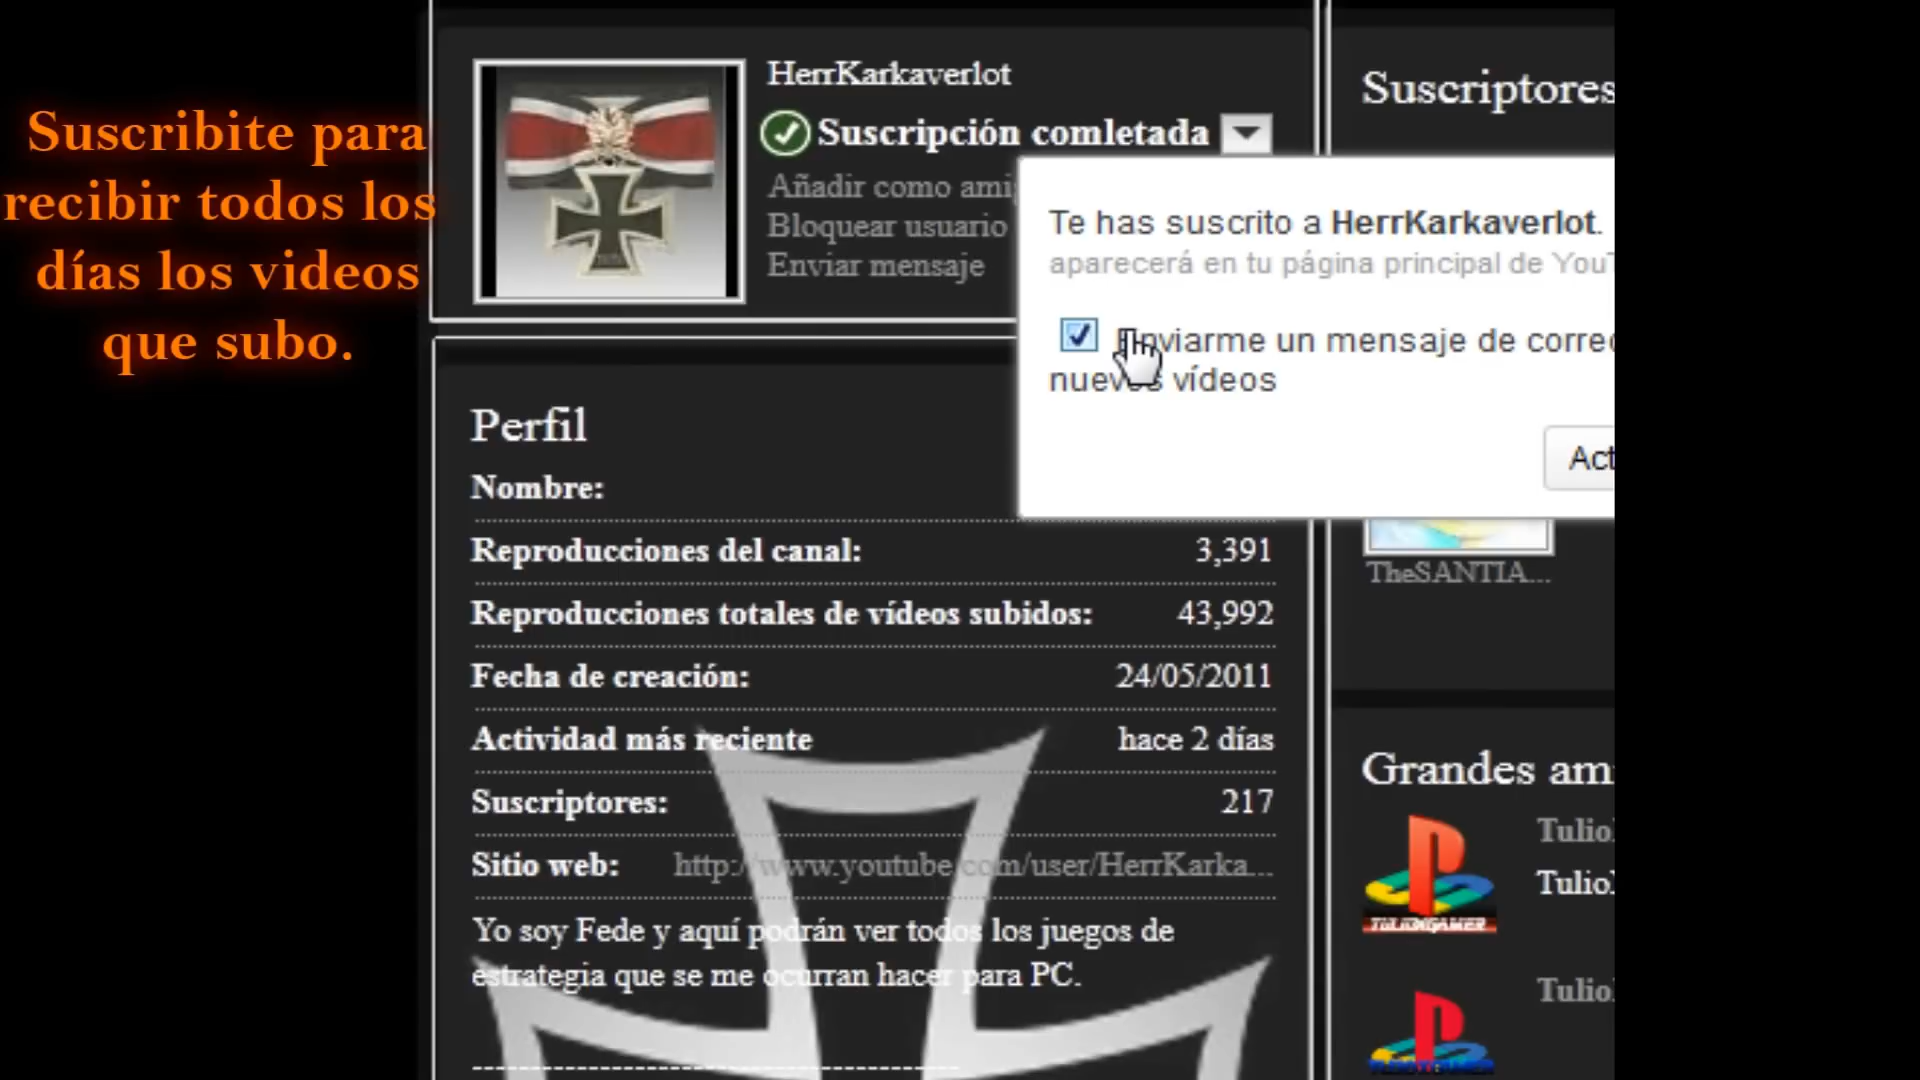 Suscribite para
recibir todos los
días los videos
que subo.
HerrKarkaverlot
Suscripción comletada
Añadir como ami
Bloquear usuario
Enviar mensaje
Te has suscrito a HerrKarkaverlot.
aparecerá en tu página principal de You
Enviarme un mensaje de corre
nuevos vídeos
Act
Perfil
Nombre:
Reproducciones del canal: 3,391
Reproducciones totales de vídeos subidos: 43,992
Fecha de creación: 24/05/2011
Actividad más reciente hace 2 días
Suscriptores: 217
Sitio web: http://www.youtube.com/user/HerrKarka...
Yo soy Fede y aquí podrán ver todos los juegos de
estrategia que se me ocurran hacer para PC.
Suscriptores
TheSANTIA...
Grandes am
Tulio
Tulio
Tulio